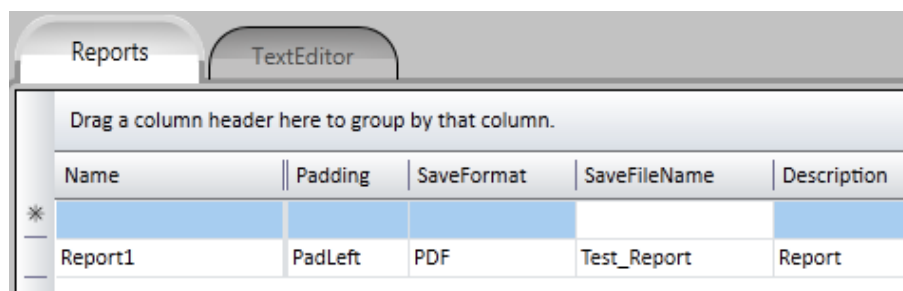 Reports TextEditor
Drag a column header here to group by that column.
Name Padding SaveFormat SaveFileName Description
Report1 PadLeft PDF Test_Report Report